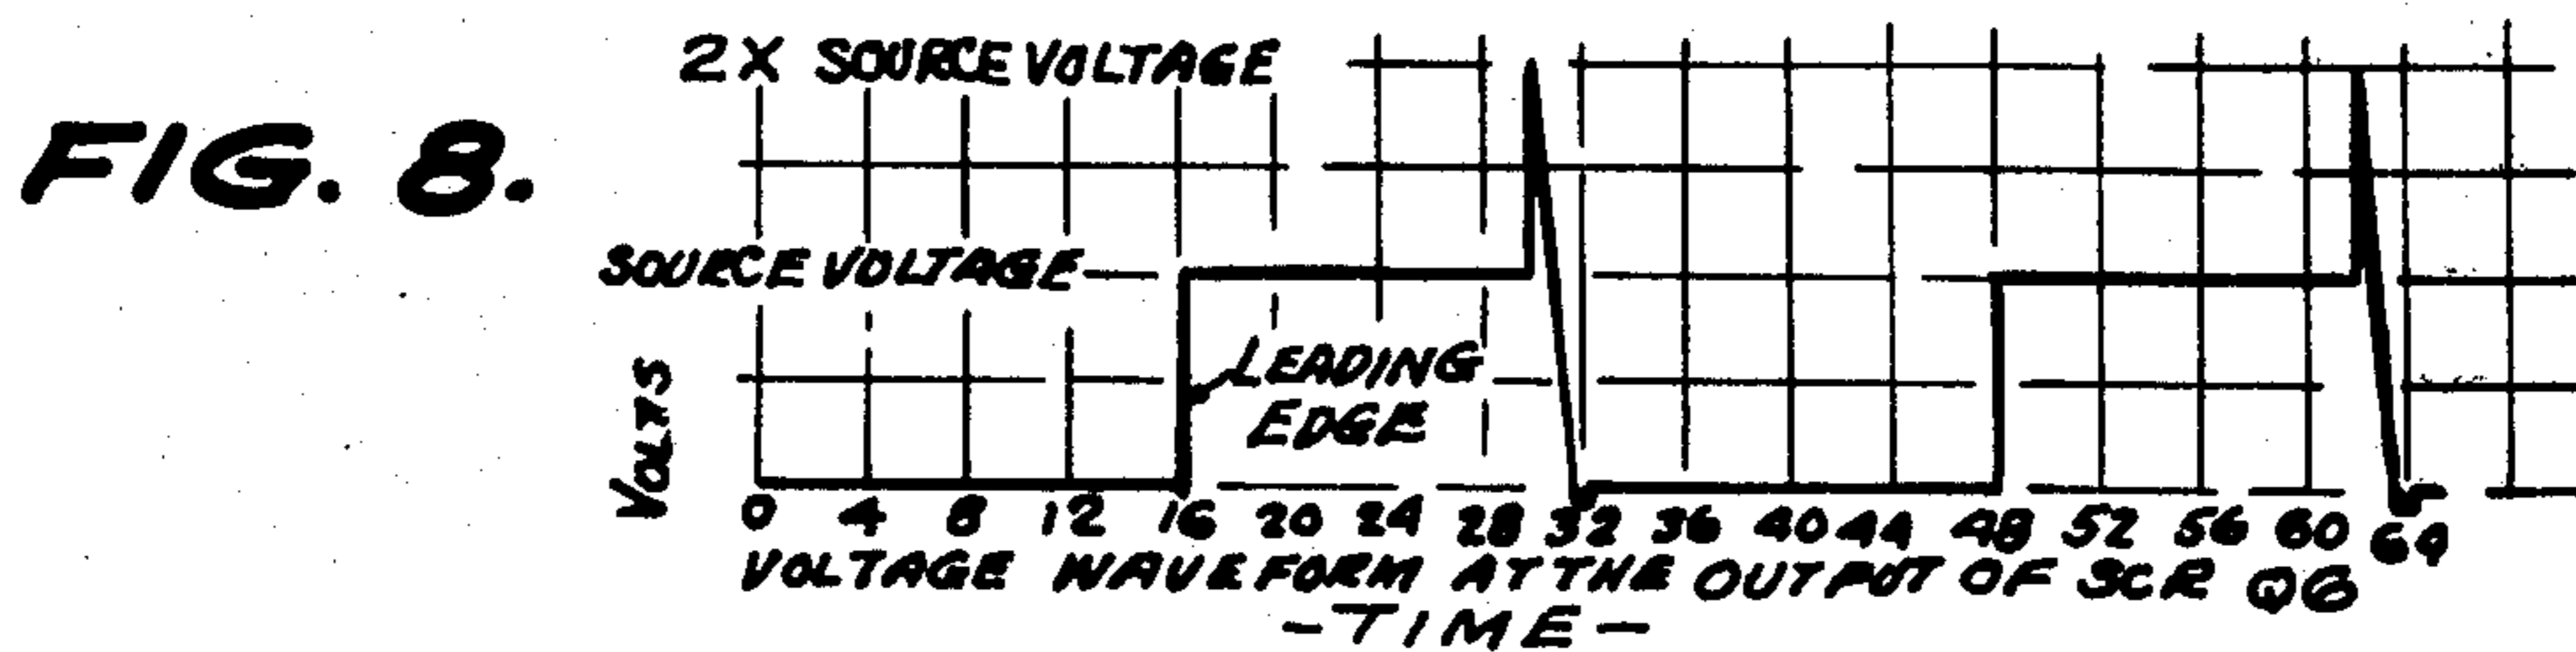 2X SOURCE VOLTAGE
FIG. 8.
SOURCE VOLTAGE
LEADING
EDGE
VOLTS
0 4 8 12 16 20 24 28 32 36 40 44 48 52 56 60 64
VOLTAGE WAVEFORM AT THE OUTPUT OF SCR Q6
-TIME-